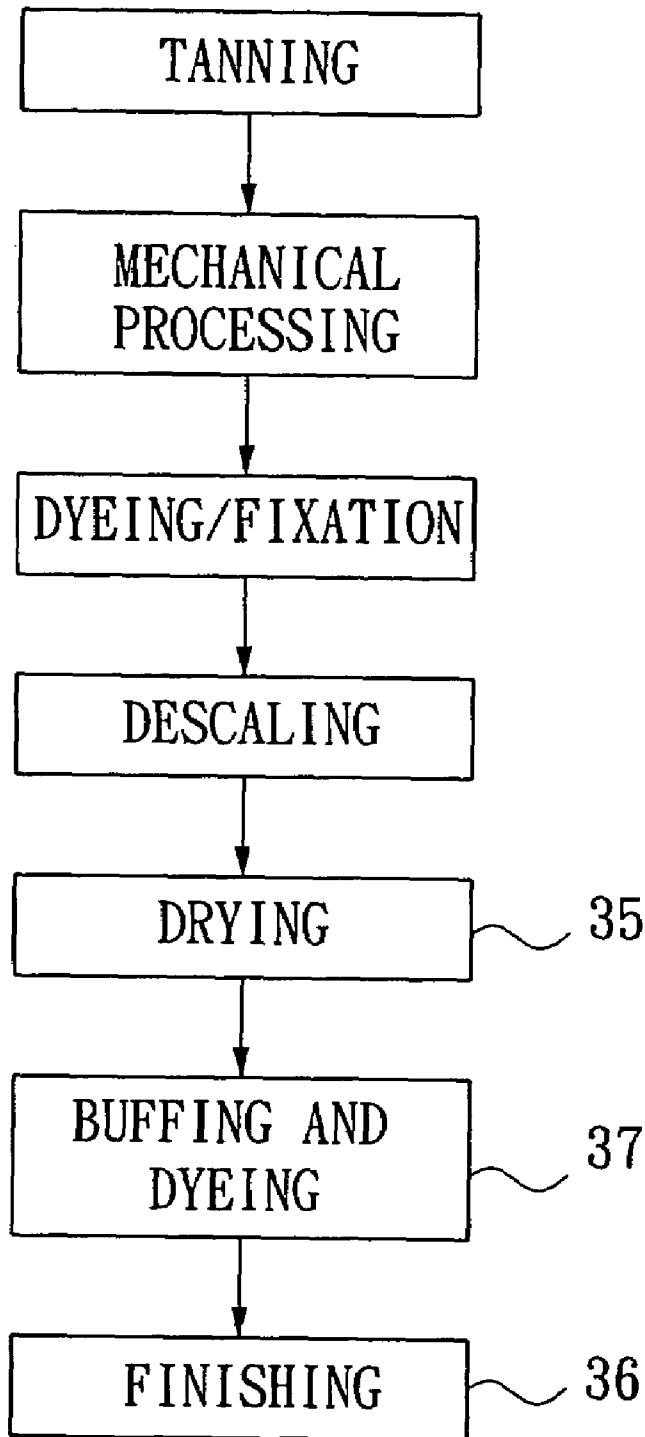 TANNING
MECHANICAL
PROCESSING
DYEING/FIXATION
DESCALING
DRYING
35
BUFFING AND
DYEING
37
FINISHING
36